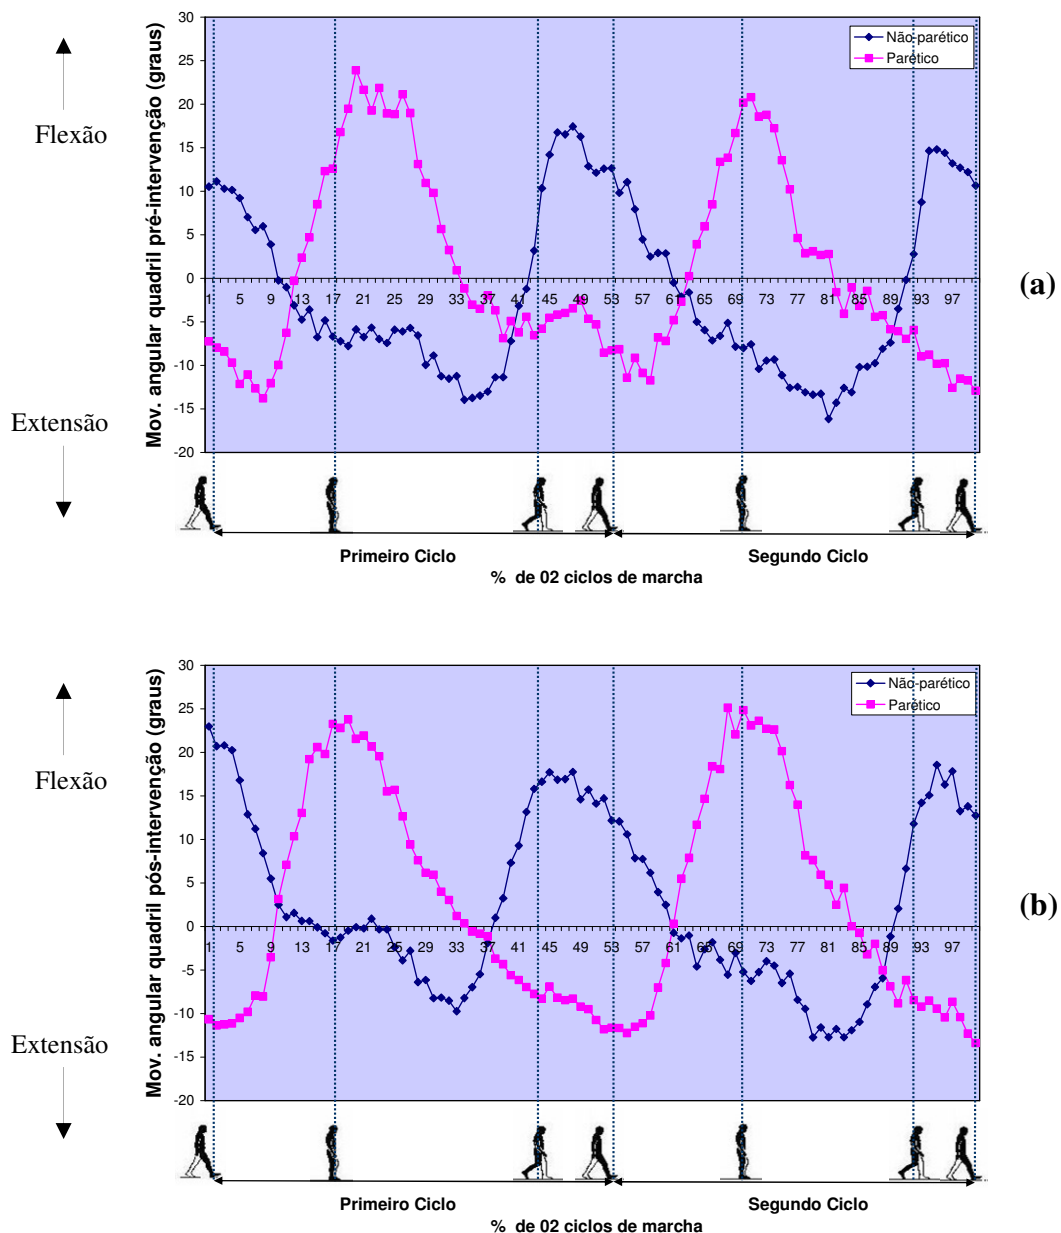 Flexão
Extensão
Mov. angular quadril pré-intervenção (graus)
30
25
20
15
10
5
0
-5
-10
-15
-20
Não-parético
Parético
1 5 9 13 17 21 25 29 33 37 41 45 49 53 57 61 65 69 73 77 81 85 89 93 97
(a)
Primeiro Ciclo Segundo Ciclo
% de 02 ciclos de marcha
Flexão
Extensão
Mov. angular quadril pós-intervenção (graus)
30
25
20
15
10
5
0
-5
-10
-15
-20
Não-parético
Parético
1 5 9 13 17 21 25 29 33 37 41 45 49 53 57 61 65 69 73 77 81 85 89 93 97
(b)
Primeiro Ciclo Segundo Ciclo
% de 02 ciclos de marcha